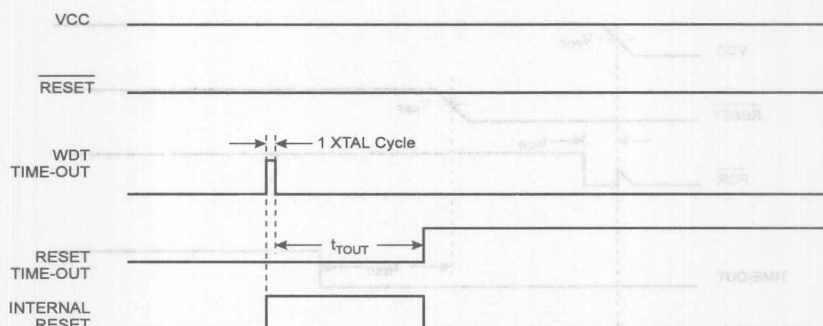 VCC
RESET
1 XTAL Cycle
WDT
TIME-OUT
tTOUT
RESET
TIME-OUT
INTERNAL
RESET